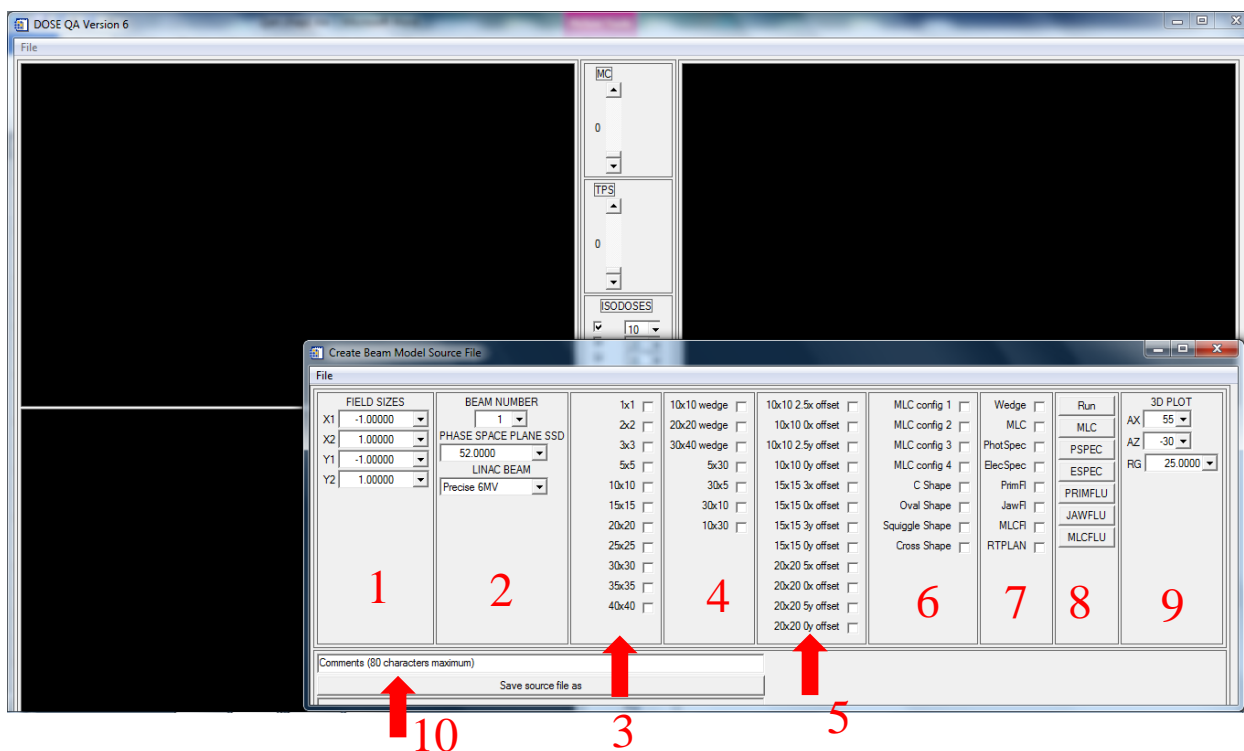 DOSE QA Version 6
File
MC
0
TPS
0
ISODOSES
10
Create Beam Model Source File
File
FIELD SIZES
X1 -1.00000
X2 1.00000
Y1 -1.00000
Y2 1.00000
1
BEAM NUMBER
1
PHASE SPACE PLANE SSD
52.0000
LINAC BEAM
Precise 6MV
2
1x1
2x2
3x3
5x5
10x10
15x15
20x20
25x25
30x30
35x35
40x40
3
10x10 wedge
20x20 wedge
30x40 wedge
5x30
30x5
30x10
10x30
4
10x10 2.5x offset
10x10 0x offset
10x10 2.5y offset
10x10 0y offset
15x15 3x offset
15x15 0x offset
15x15 3y offset
15x15 0y offset
20x20 5x offset
20x20 0x offset
20x20 5y offset
20x20 0y offset
5
MLC config 1
MLC config 2
MLC config 3
MLC config 4
C Shape
Oval Shape
Squiggle Shape
Cross Shape
6
Wedge
MLC
PhotSpec
ElecSpec
PrimFl
JawFl
MLCFl
RTPLAN
7
Run
MLC
PSPEC
ESPEC
PRIMFLU
JAWFLU
MLCFLU
8
3D PLOT
AX 55
AZ -30
RG 25.0000
9
Comments (80 characters maximum)
Save source file as
10